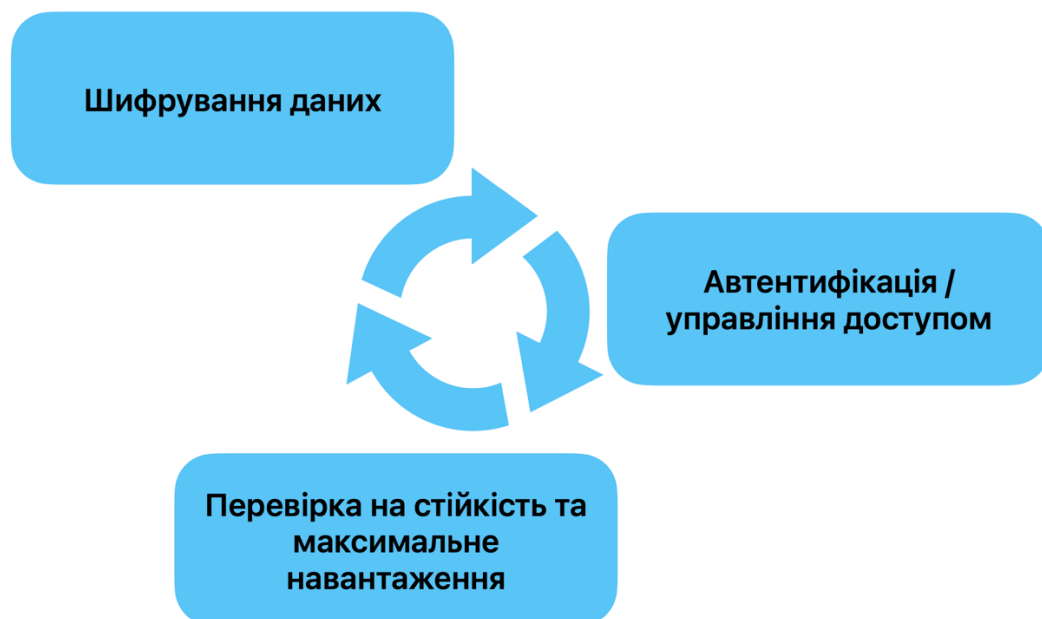 Шифрування даних
Автентифікація /
управління доступом
Перевірка на стійкість та
максимальне
навантаження